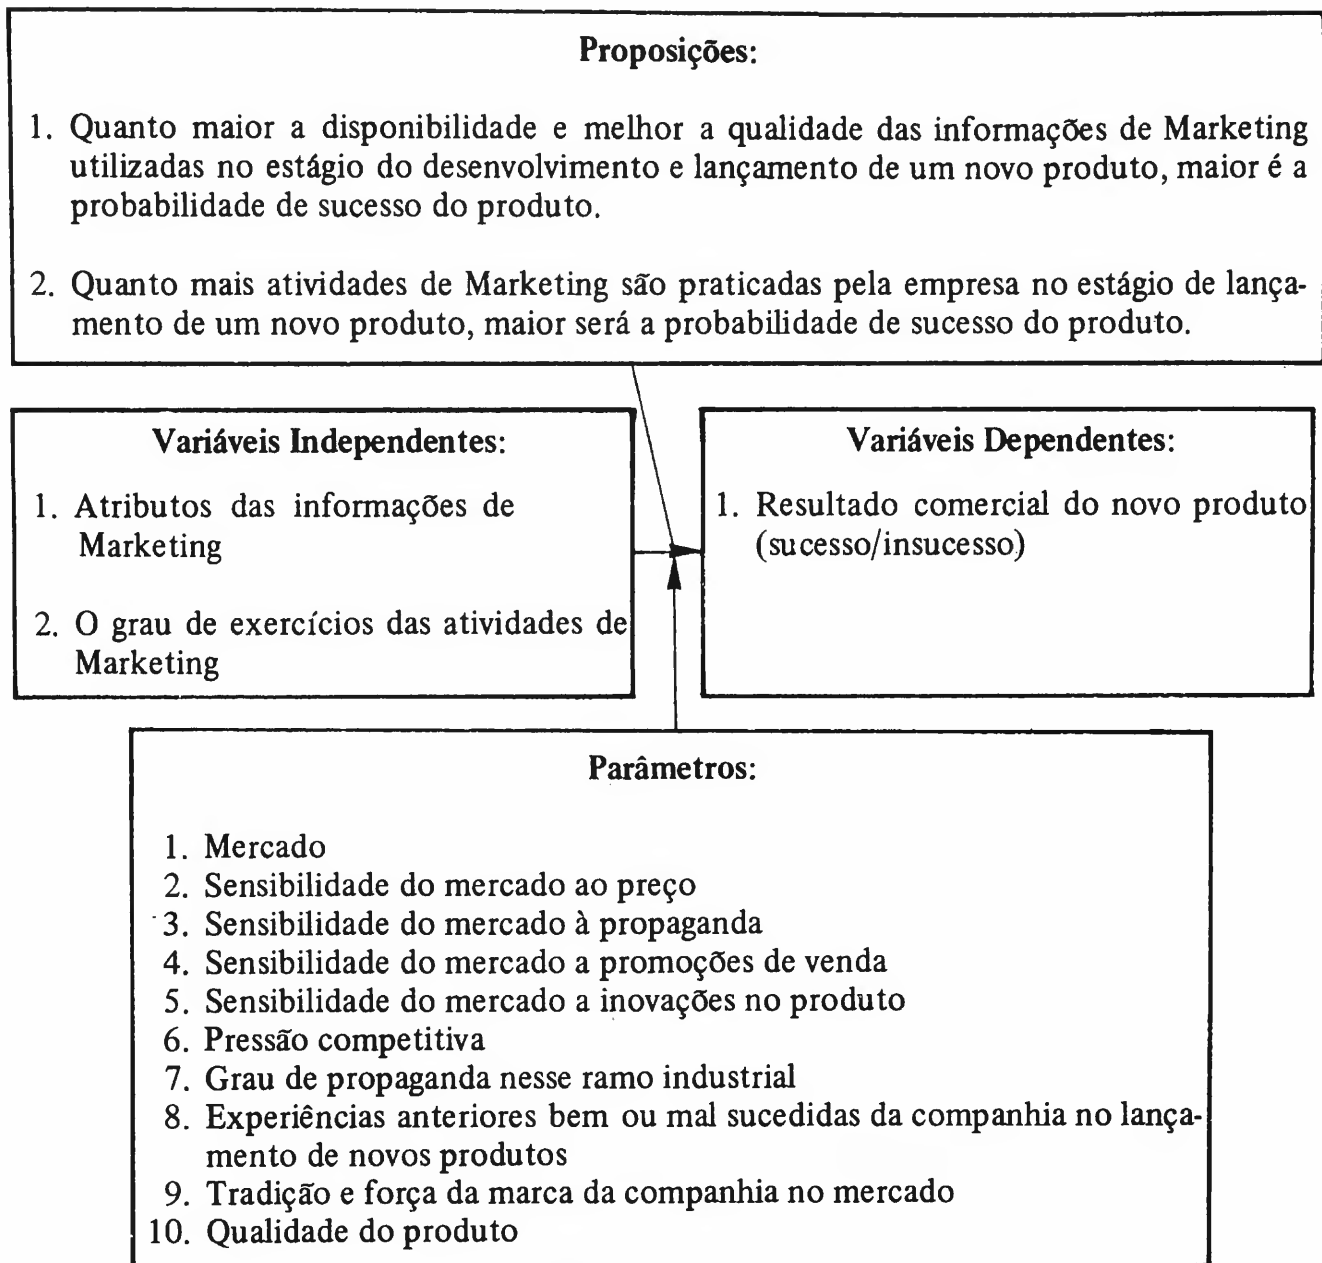 Proposições:
1. Quanto maior a disponibilidade e melhor a qualidade das informações de Marketing
utilizadas no estágio do desenvolvimento e lançamento de um novo produto, maior é a
probabilidade de sucesso do produto.
2. Quanto mais atividades de Marketing são praticadas pela empresa no estágio de lança-
mento de um novo produto, maior será a probabilidade de sucesso do produto.
Variáveis Independentes:
1. Atributos das informações de
Marketing
2. O grau de exercícios das atividades de
Marketing
Variáveis Dependentes:
1. Resultado comercial do novo produto
(sucesso/insucesso)
Parâmetros:
1. Mercado
2. Sensibilidade do mercado ao preço
3. Sensibilidade do mercado à propaganda
4. Sensibilidade do mercado a promoções de venda
5. Sensibilidade do mercado a inovações no produto
6. Pressão competitiva
7. Grau de propaganda nesse ramo industrial
8. Experiências anteriores bem ou mal sucedidas da companhia no lança-
mento de novos produtos
9. Tradição e força da marca da companhia no mercado
10. Qualidade do produto